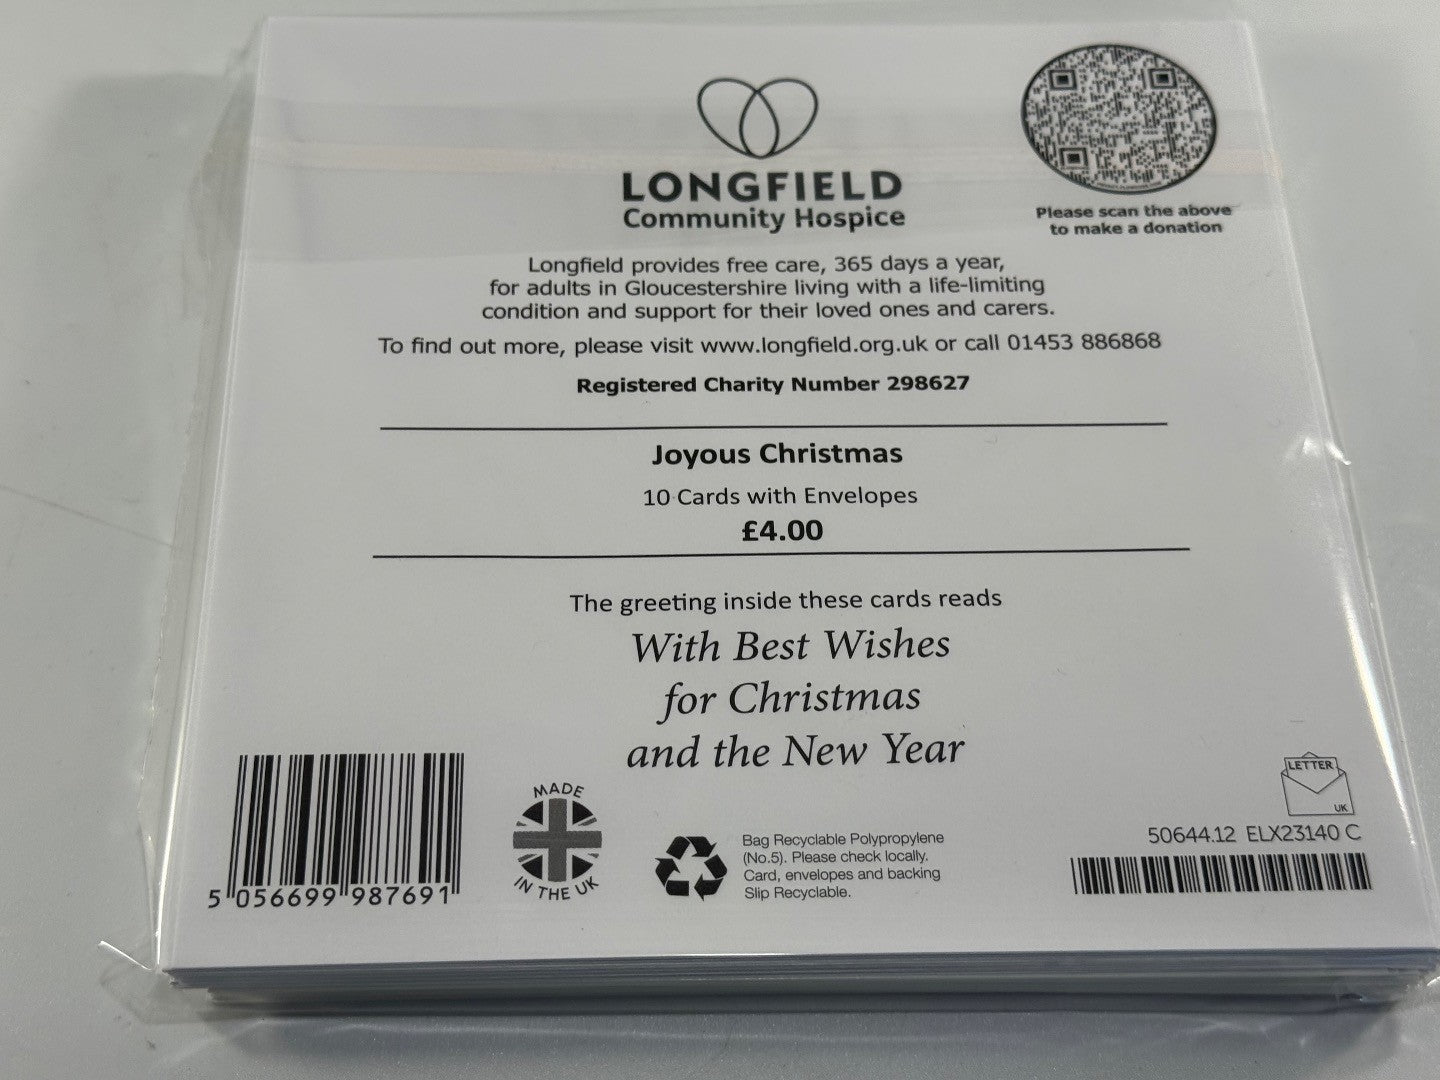 LONGFIELD
Community Hospice
Please scan the above
to make a donation
Longfield provides free care, 365 days a year,
for adults in Gloucestershire living with a life-limiting
condition and support for their loved ones and carers.
To find out more, please visit www.longfield.org.uk or call 01453 886868
Registered Charity Number 298627
Joyous Christmas
10 Cards with Envelopes
£4.00
The greeting inside these cards reads
With Best Wishes
for Christmas
and the New Year
5 056699 987691
MADE
IN THE UK
Bag Recyclable Polypropylene
(No.5). Please check locally.
Card, envelopes and backing
Slip Recyclable.
LETTER
UK
50644.12 ELX23140 C